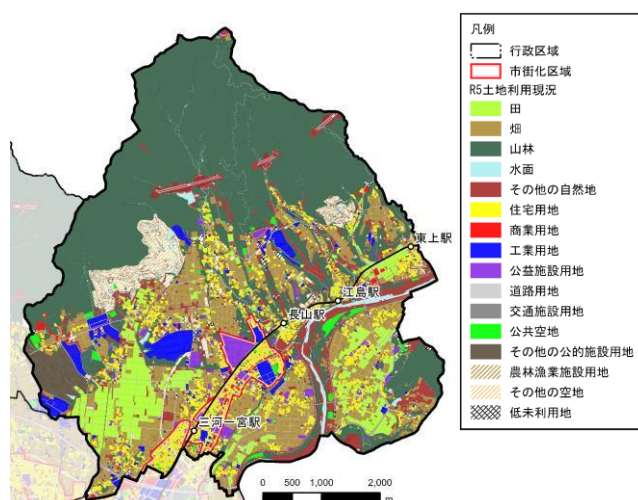 凡例
行政区域
市街化区域
R5土地利用現況
田
畑
山林
水面
その他の自然地
住宅用地
商業用地
工業用地
公益施設用地
道路用地
交通施設用地
公共空地
その他の公的施設用地
農林漁業施設用地
その他の空地
低未利用地
東上駅
江島駅
長山駅
三河一宮駅
0 500 1,000 2,000
m